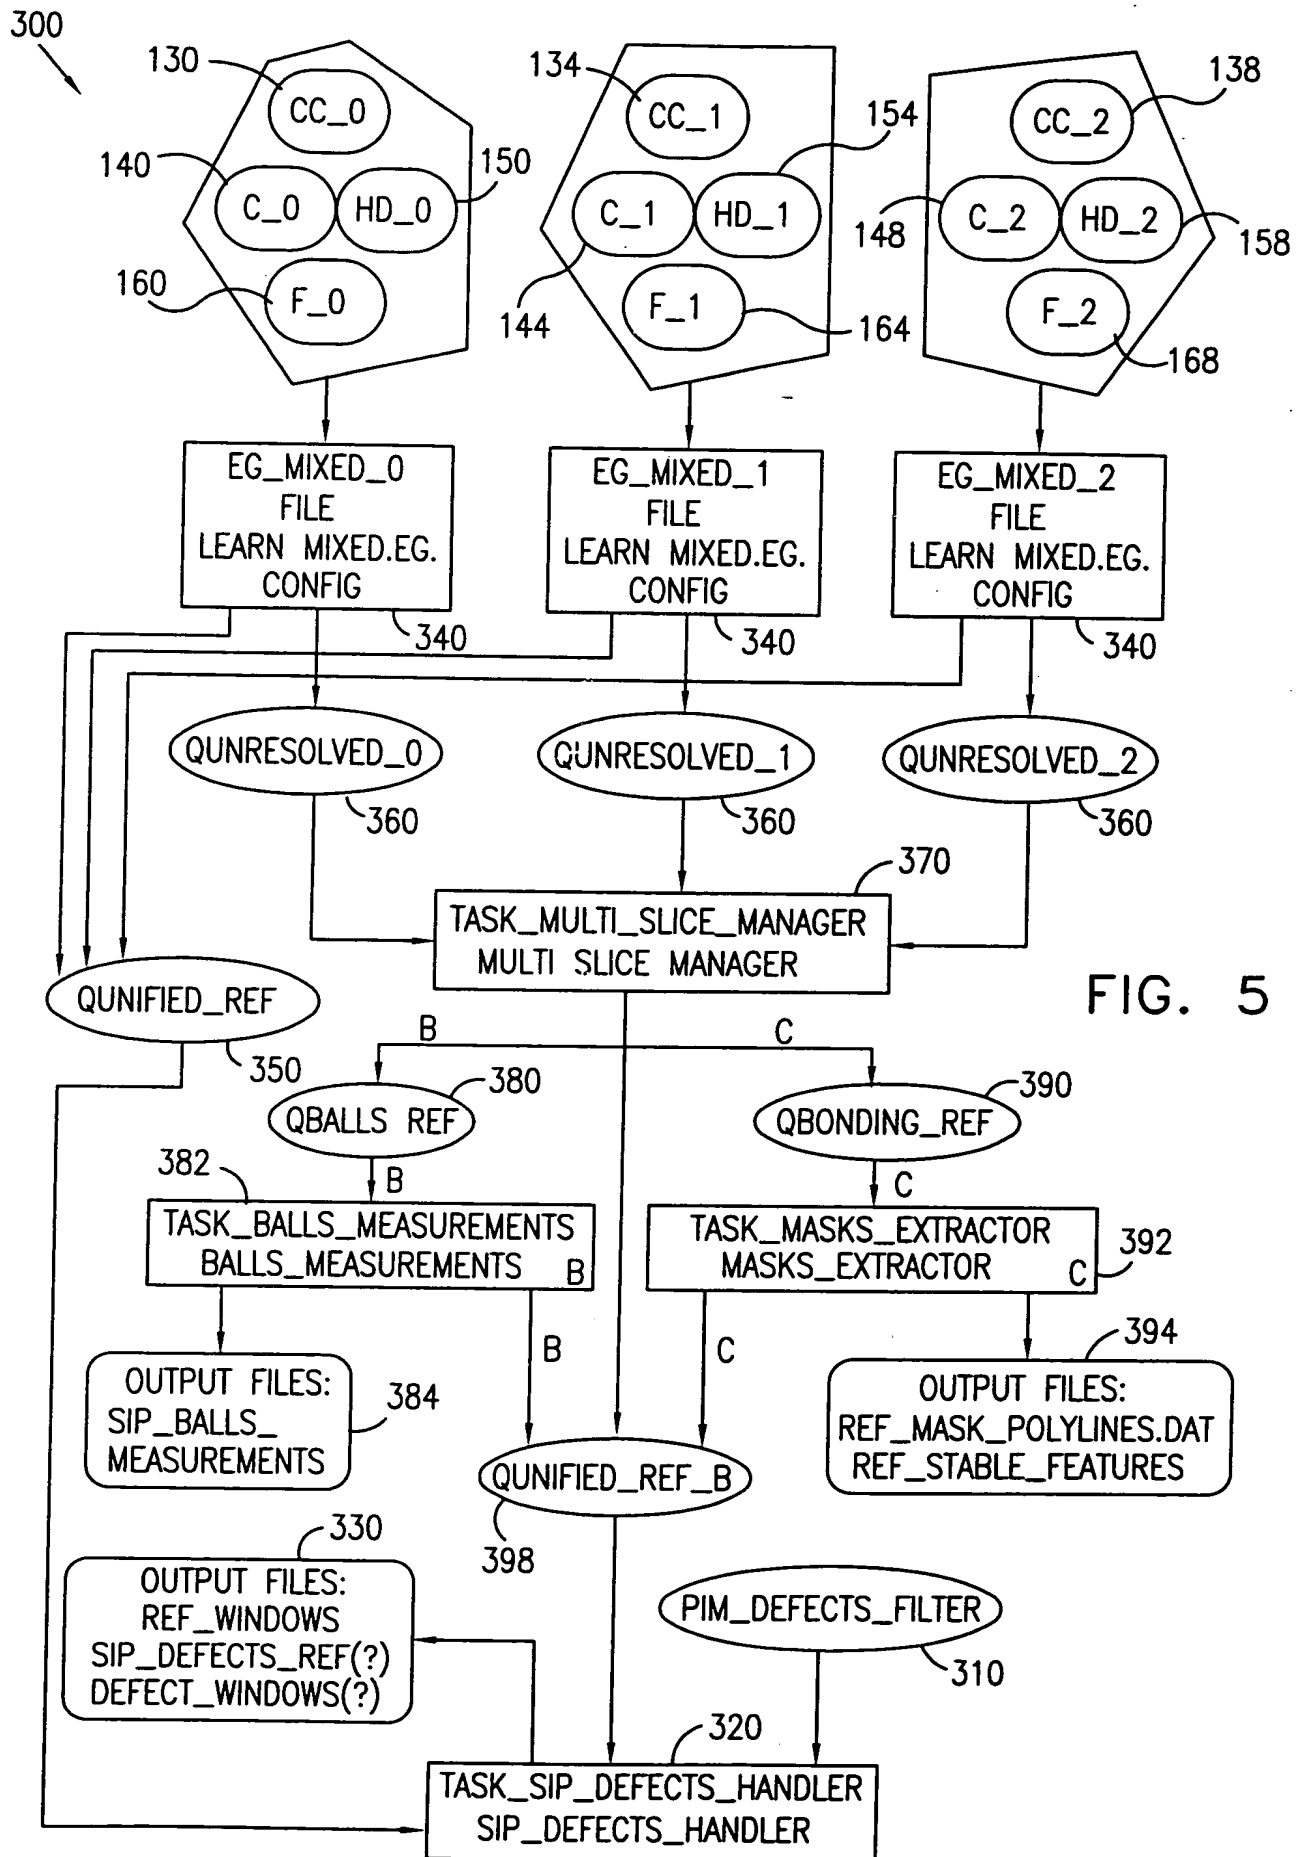 300
130
CC_0
140
C_0
HD_0
150
160
F_0
134
CC_1
154
C_1
HD_1
144
F_1
164
138
CC_2
148
C_2
HD_2
158
F_2
168
EG_MIXED_0
FILE
LEARN MIXED.EG.
CONFIG
340
EG_MIXED_1
FILE
LEARN MIXED.EG.
CONFIG
340
EG_MIXED_2
FILE
LEARN MIXED.EG.
CONFIG
340
QUNRESOLVED_0
360
QUNRESOLVED_1
360
QUNRESOLVED_2
360
370
TASK_MULTI_SLICE_MANAGER
MULTI SLICE MANAGER
QUNIFIED_REF
350
FIG. 5
B
C
380
QBALLS REF
390
QBONDING_REF
B
C
382
TASK_BALLS_MEASUREMENTS
BALLS_MEASUREMENTS
B
TASK_MASKS_EXTRACTOR
MASKS_EXTRACTOR
C
392
B
C
OUTPUT FILES:
SIP_BALLS_
MEASUREMENTS
384
394
OUTPUT FILES:
REF_MASK_POLYLINES.DAT
REF_STABLE_FEATURES
QUNIFIED_REF_B
398
330
OUTPUT FILES:
REF_WINDOWS
SIP_DEFECTS_REF(?)
DEFECT_WINDOWS(?)
PIM_DEFECTS_FILTER
310
320
TASK_SIP_DEFECTS_HANDLER
SIP_DEFECTS_HANDLER